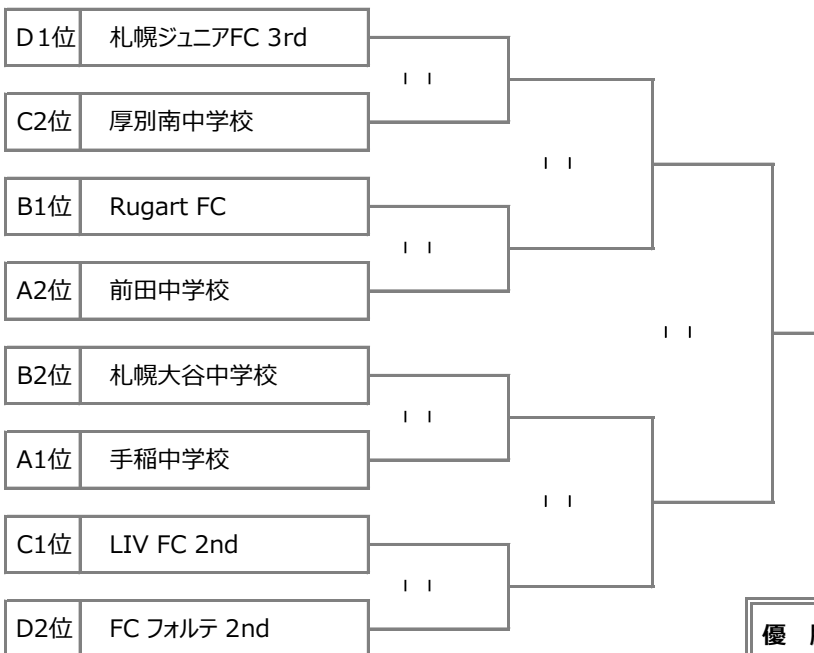 D1位 札幌ジュニアFC 3rd
C2位 厚別南中学校
B1位 Rugart FC
A2位 前田中学校
B2位 札幌大谷中学校
A1位 手稲中学校
C1位 LIV FC 2nd
D2位 FC フォルテ 2nd
優